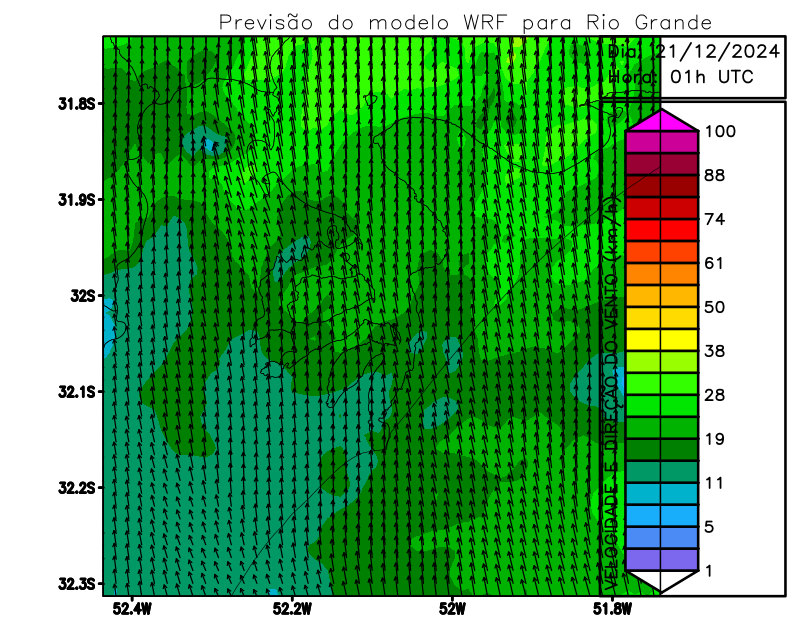 Previsão do modelo WRF para Rio Grande
Dia: 21/12/2024
Hora: 01h UTC
31.8S
31.9S
32S
32.1S
32.2S
32.3S
52.4W
52.2W
52W
51.8W
VELOCIDADE E DIREÇÃO DO VENTO (km/h)
100
88
74
61
50
38
28
19
11
5
1